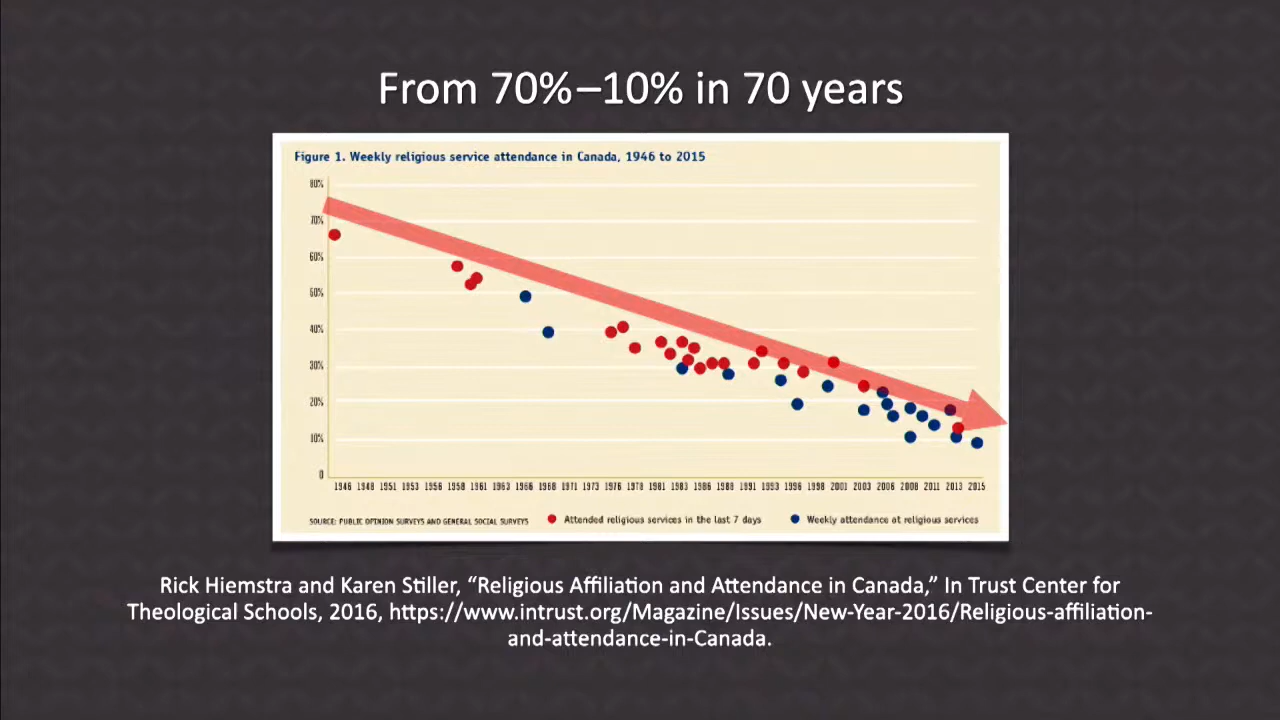 From 70%–10% in 70 years
Figure 1. Weekly religious service attendance in Canada, 1946 to 2015
80%
70%
60%
50%
40%
30%
20%
10%
0
1946 1948 1951 1953 1956 1958 1961 1963 1966 1968 1971 1973 1976 1978 1981 1983 1986 1988 1991 1993 1996 1998 2001 2003 2006 2008 2011 2013 2015
SOURCE: PUBLIC OPINION SURVEYS AND GENERAL SOCIAL SURVEYS Attended religious services in the last 7 days Weekly attendance at religious services
Rick Hiemstra and Karen Stiller, “Religious Affiliation and Attendance in Canada,” In Trust Center for
Theological Schools, 2016, https://www.intrust.org/Magazine/Issues/New-Year-2016/Religious-affiliation-
and-attendance-in-Canada.